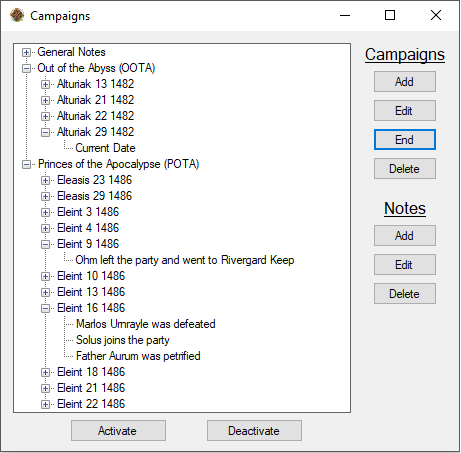 Campaigns
General Notes
Out of the Abyss (OOTA)
Alturiak 13 1482
Alturiak 21 1482
Alturiak 22 1482
Alturiak 29 1482
Current Date
Princes of the Apocalypse (POTA)
Eleasis 23 1486
Eleasis 29 1486
Eleint 3 1486
Eleint 4 1486
Eleint 9 1486
Ohm left the party and went to Rivergard Keep
Eleint 10 1486
Eleint 13 1486
Eleint 16 1486
Marlos Urnrayle was defeated
Solus joins the party
Father Aurum was petrified
Eleint 18 1486
Eleint 21 1486
Eleint 22 1486
Campaigns
Add
Edit
End
Delete
Notes
Add
Edit
Delete
Activate
Deactivate